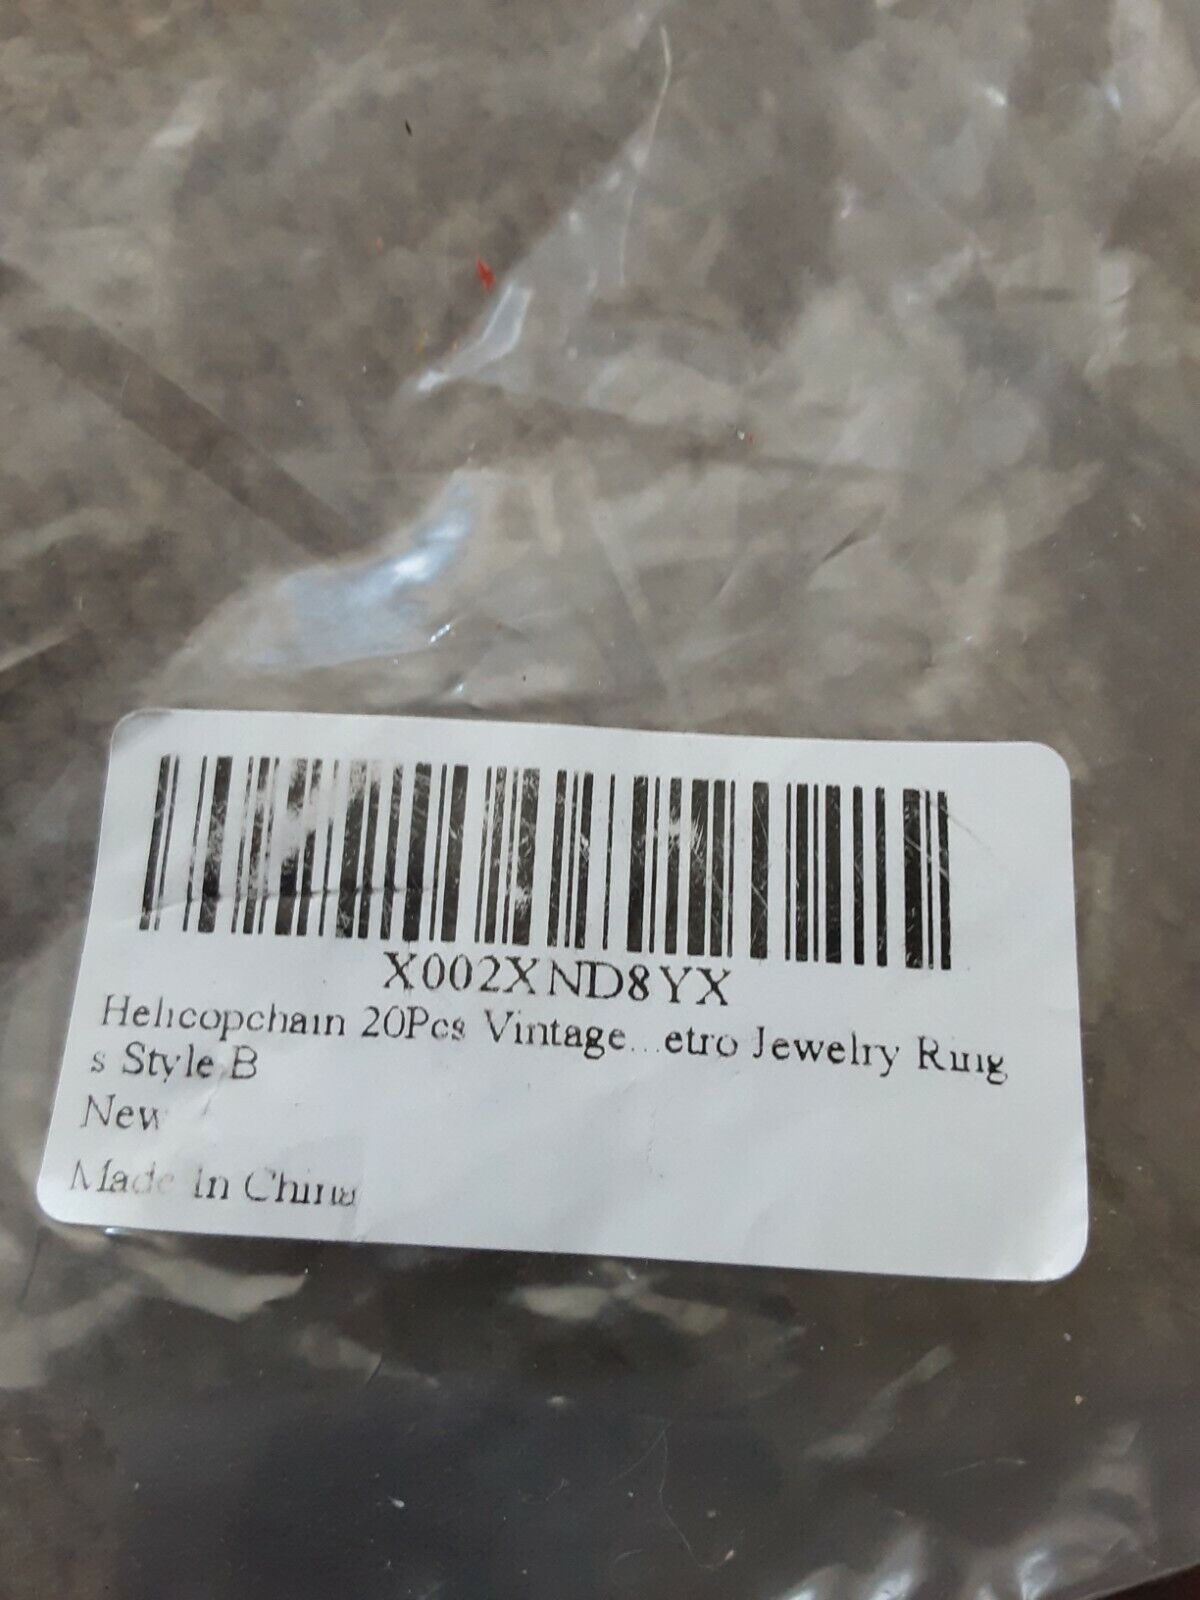 X002XND8YX
Helicopchain 20Pcs Vintage...etro Jewelry Ring
s Style B
New
Made In China